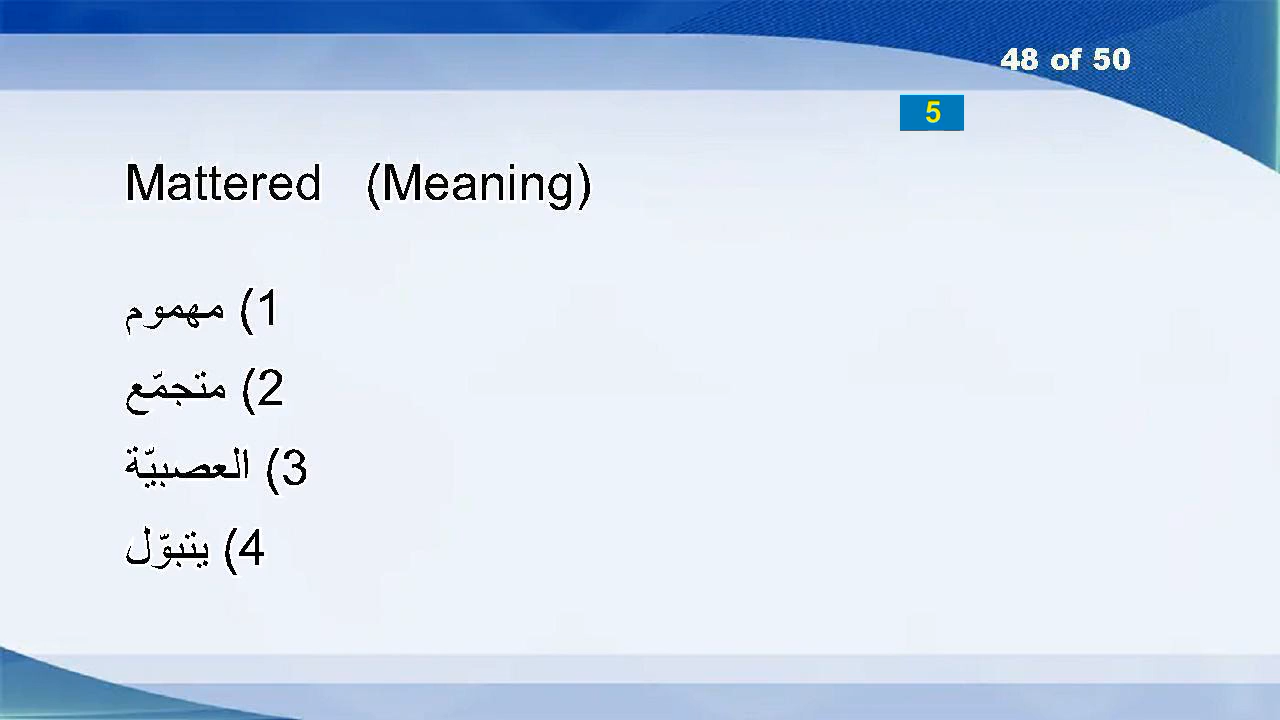 48 of 50
5
Mattered (Meaning)
1) مهموم
2) متجمّع
3) العصبيّة
4) يتبوّل